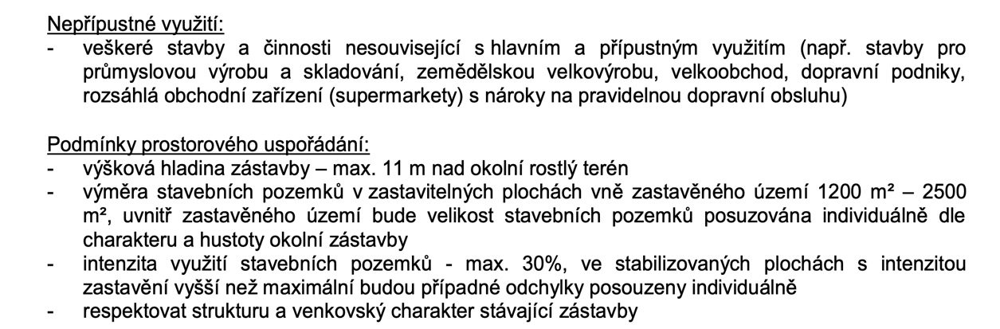 Nepřípustné využití:
- veškeré stavby a činnosti nesouvisející s hlavním a přípustným využitím (např. stavby pro
průmyslovou výrobu a skladování, zemědělskou velkovýrobu, velkoobchod, dopravní podniky,
rozsáhlá obchodní zařízení (supermarkety) s nároky na pravidelnou dopravní obsluhu)
Podmínky prostorového uspořádání:
- výšková hladina zástavby – max. 11 m nad okolní rostlý terén
- výměra stavebních pozemků v zastavitelných plochách vně zastavěného území 1200 m² – 2500
m², uvnitř zastavěného území bude velikost stavebních pozemků posuzována individuálně dle
charakteru a hustoty okolní zástavby
- intenzita využití stavebních pozemků - max. 30%, ve stabilizovaných plochách s intenzitou
zastavění vyšší než maximální budou případné odchylky posouzeny individuálně
- respektovat strukturu a venkovský charakter stávající zástavby